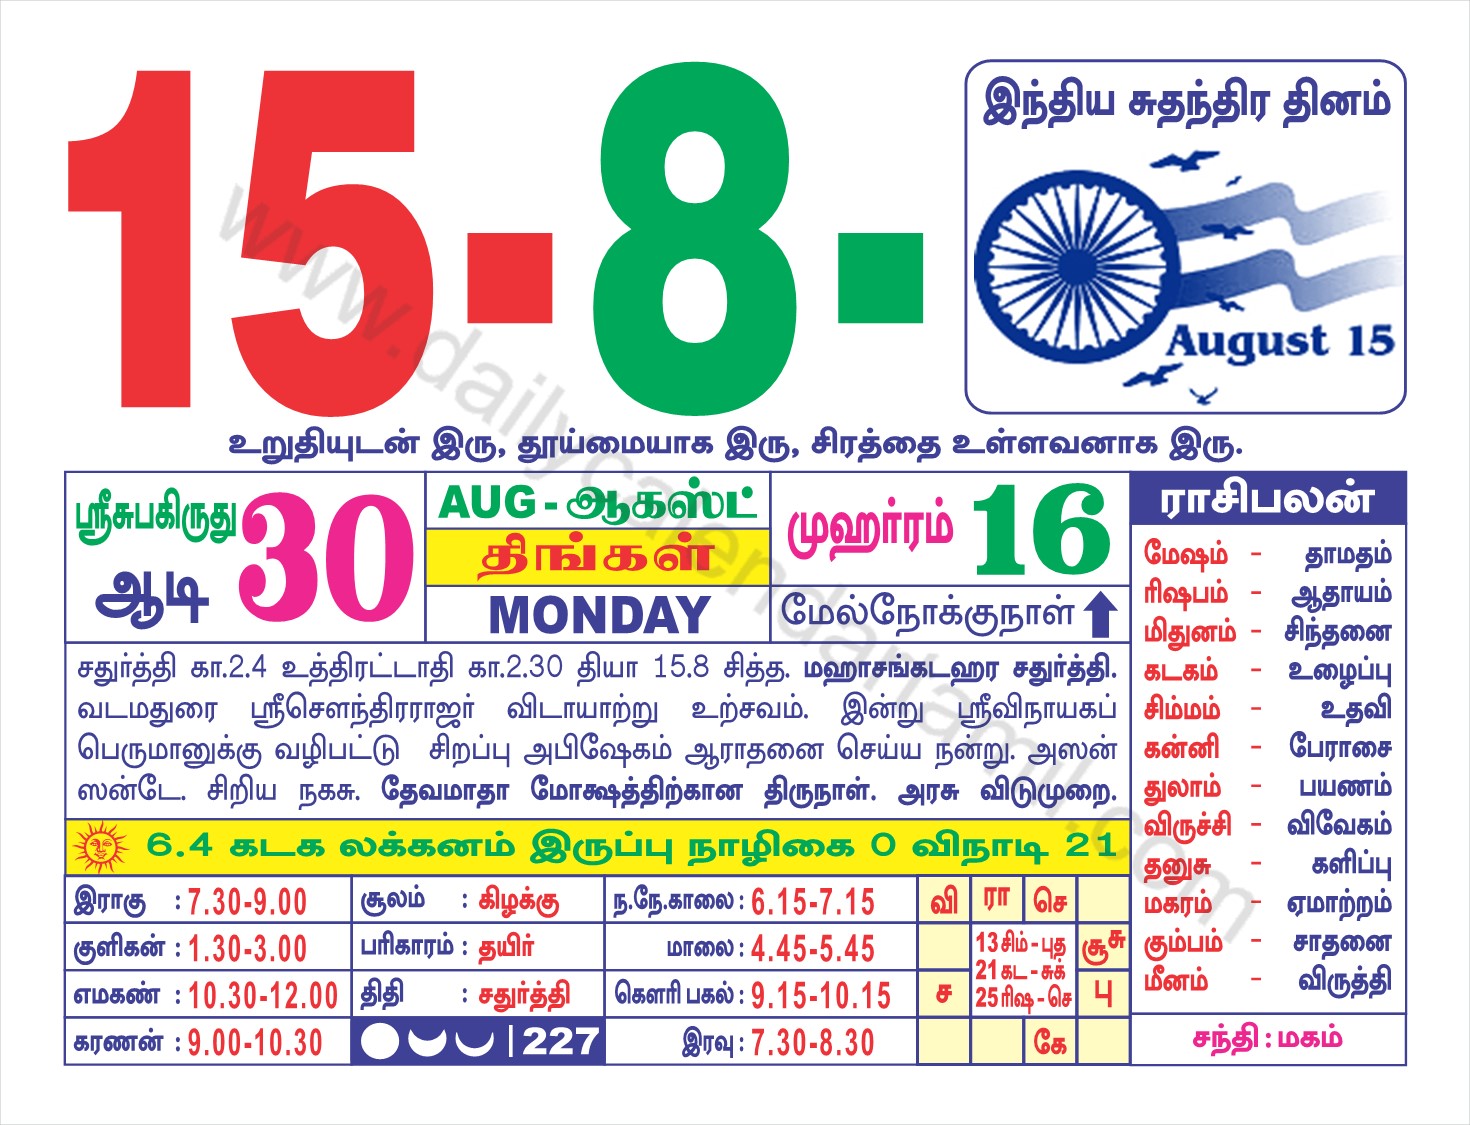 15-8-
இந்திய சுதந்திர தினம்
August 15
உறுதியுடன் இரு, தூய்மையாக இரு, சிரத்தை உள்ளவனாக இரு.
ஸ்ரீசுபகிருது
ஆடி 30
AUG - ஆகஸ்ட்
திங்கள்
MONDAY
முஹர்ரம் 16
மேல்நோக்குநாள்
சதுர்த்தி கா.2.4 உத்திரட்டாதி கா.2.30 தியா 15.8 சித்த. மஹாசங்கடஹர சதுர்த்தி.
வடமதுரை ஸ்ரீசௌந்திரராஜர் விடாயாற்று உற்சவம். இன்று ஸ்ரீவிநாயகப்
பெருமானுக்கு வழிபட்டு சிறப்பு அபிஷேகம் ஆராதனை செய்ய நன்று. அஸன்
ஸன்டே. சிறிய நகசு. தேவமாதா மோக்ஷத்திற்கான திருநாள். அரசு விடுமுறை.
6.4 கடக லக்கனம் இருப்பு நாழிகை 0 விநாடி 21
இராகு : 7.30-9.00
குளிகன் : 1.30-3.00
எமகண் : 10.30-12.00
கரணன் : 9.00-10.30
சூலம் : கிழக்கு
பரிகாரம் : தயிர்
திதி : சதுர்த்தி
227
ந.நே.காலை : 6.15-7.15
மாலை : 4.45-5.45
கௌரி பகல் : 9.15-10.15
இரவு : 7.30-8.30
வி ரா செ
13 சிம் - புத சூசு
21 கட - சுக்
ச 25 ரிஷ - செ பு
கே
ராசிபலன்
மேஷம் - தாமதம்
ரிஷபம் - ஆதாயம்
மிதுனம் - சிந்தனை
கடகம் - உழைப்பு
சிம்மம் - உதவி
கன்னி - பேராசை
துலாம் - பயணம்
விருச்சி - விவேகம்
தனுசு - களிப்பு
மகரம் - ஏமாற்றம்
கும்பம் - சாதனை
மீனம் - விருத்தி
சந்தி : மகம்
www.dailycalendartamil.com